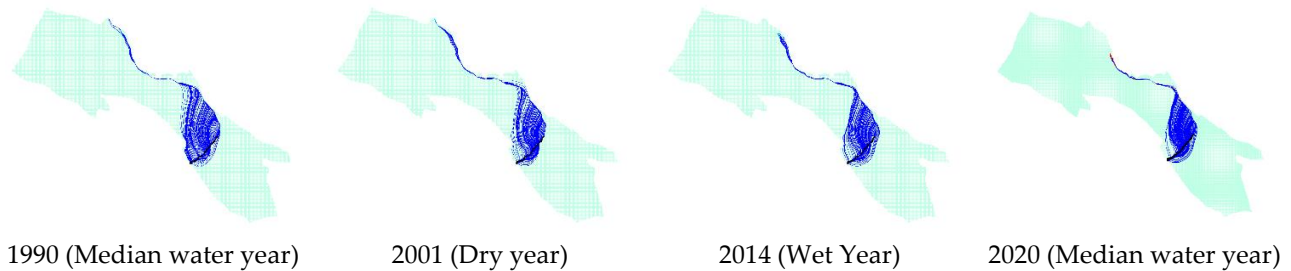 1990 (Median water year)
2001 (Dry year)
2014 (Wet Year)
2020 (Median water year)